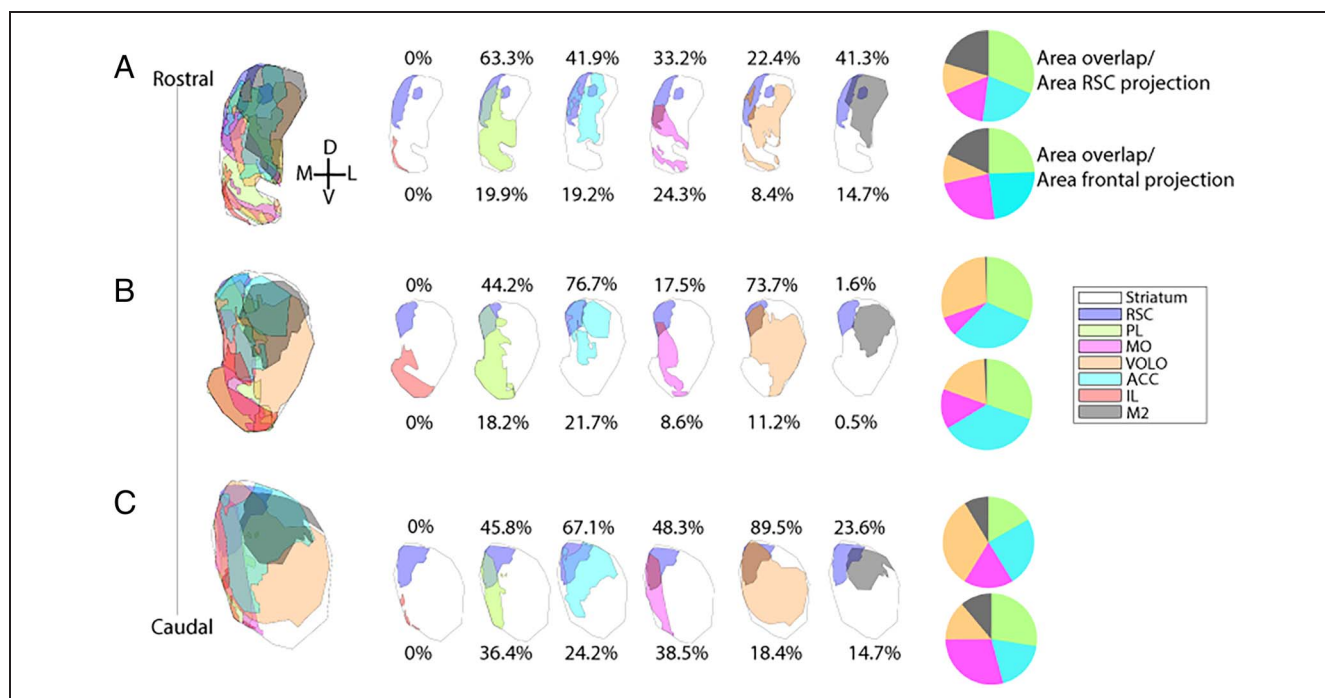 A
Rostral
0% 63.3% 41.9% 33.2% 22.4% 41.3%
Area overlap/
Area RSC projection
D
M L
V
0% 19.9% 19.2% 24.3% 8.4% 14.7%
Area overlap/
Area frontal projection
B
0% 44.2% 76.7% 17.5% 73.7% 1.6%
0% 18.2% 21.7% 8.6% 11.2% 0.5%
Striatum
RSC
PL
MO
VOLO
ACC
IL
M2
C
0% 45.8% 67.1% 48.3% 89.5% 23.6%
Caudal
0% 36.4% 24.2% 38.5% 18.4% 14.7%